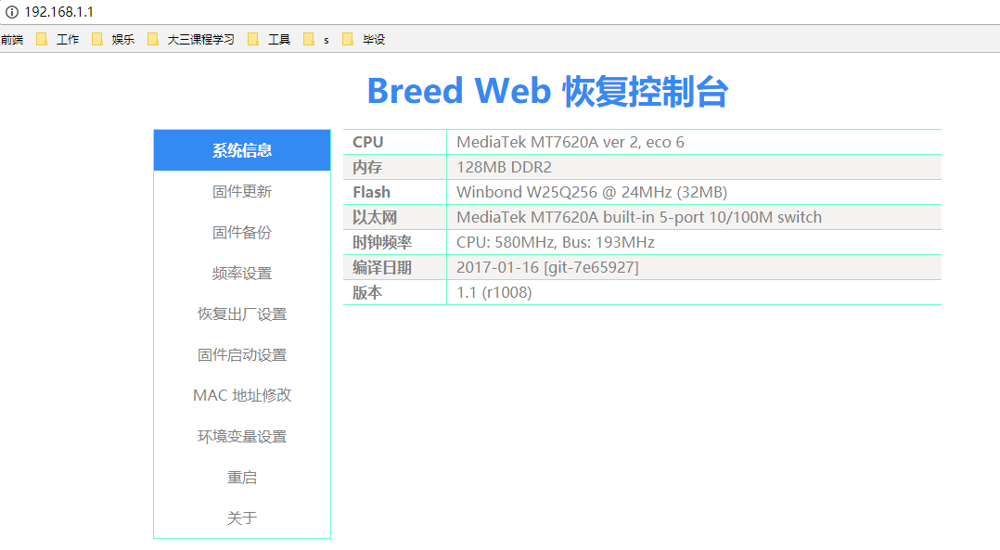 192.168.1.1
前端 工作 娱乐 大三课程学习 工具 s 毕设
Breed Web 恢复控制台
系统信息
固件更新
固件备份
频率设置
恢复出厂设置
固件启动设置
MAC 地址修改
环境变量设置
重启
关于
CPU MediaTek MT7620A ver 2, eco 6
内存 128MB DDR2
Flash Winbond W25Q256 @ 24MHz (32MB)
以太网 MediaTek MT7620A built-in 5-port 10/100M switch
时钟频率 CPU: 580MHz, Bus: 193MHz
编译日期 2017-01-16 [git-7e65927]
版本 1.1 (r1008)